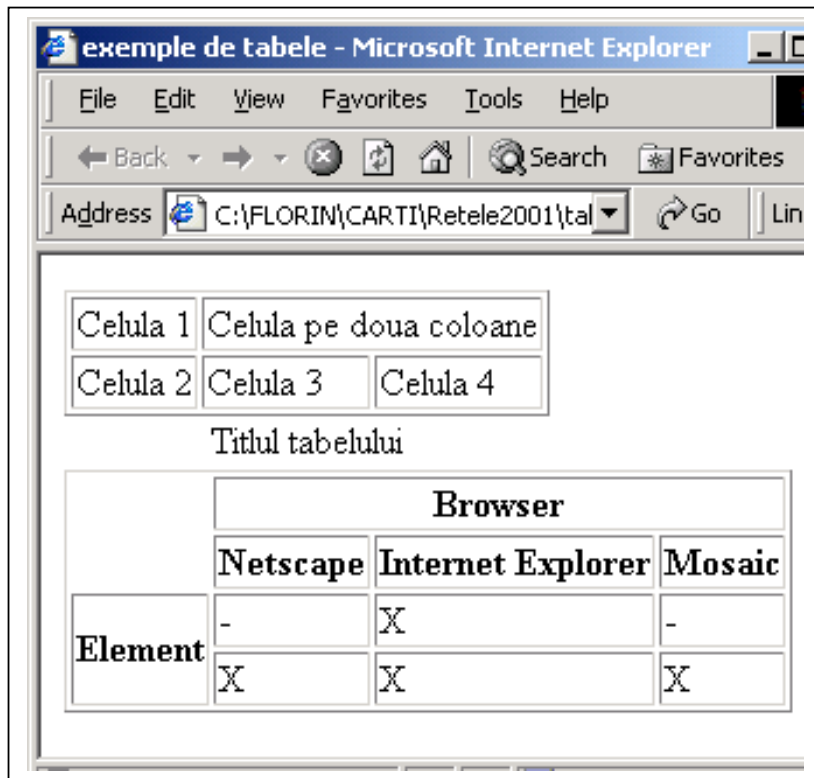 exemple de tabele - Microsoft Internet Explorer
File Edit View Favorites Tools Help
Back Search Favorites
Address C:\FLORIN\CARTI\Retele2001\tal Go Lin
Celula 1 Celula pe doua coloane
Celula 2 Celula 3 Celula 4
Titlul tabelului
Browser
Netscape Internet Explorer Mosaic
Element - X -
X X X